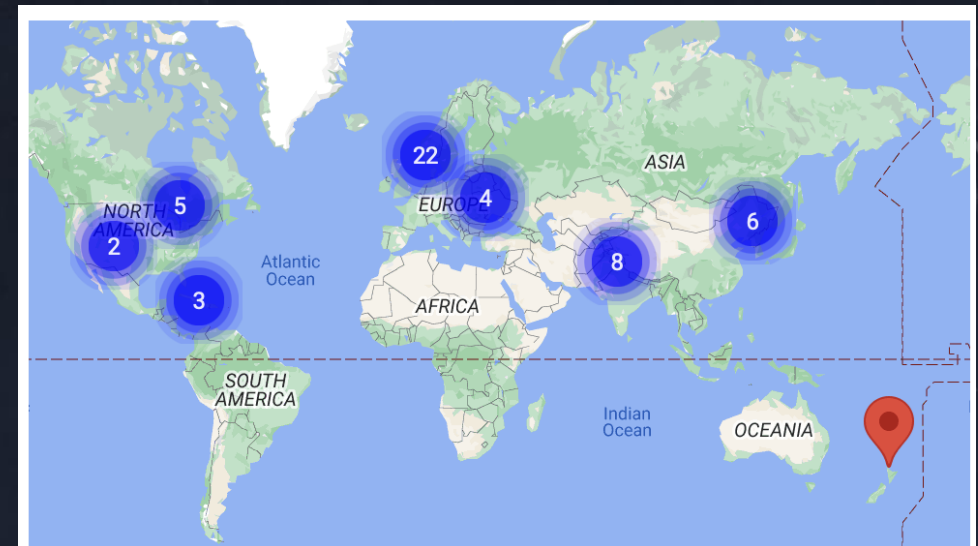 22
ASIA
4
EUROPE
5
NORTH
AMERICA
6
2
8
Atlantic
Ocean
3
AFRICA
SOUTH
AMERICA
Indian
Ocean
OCEANIA